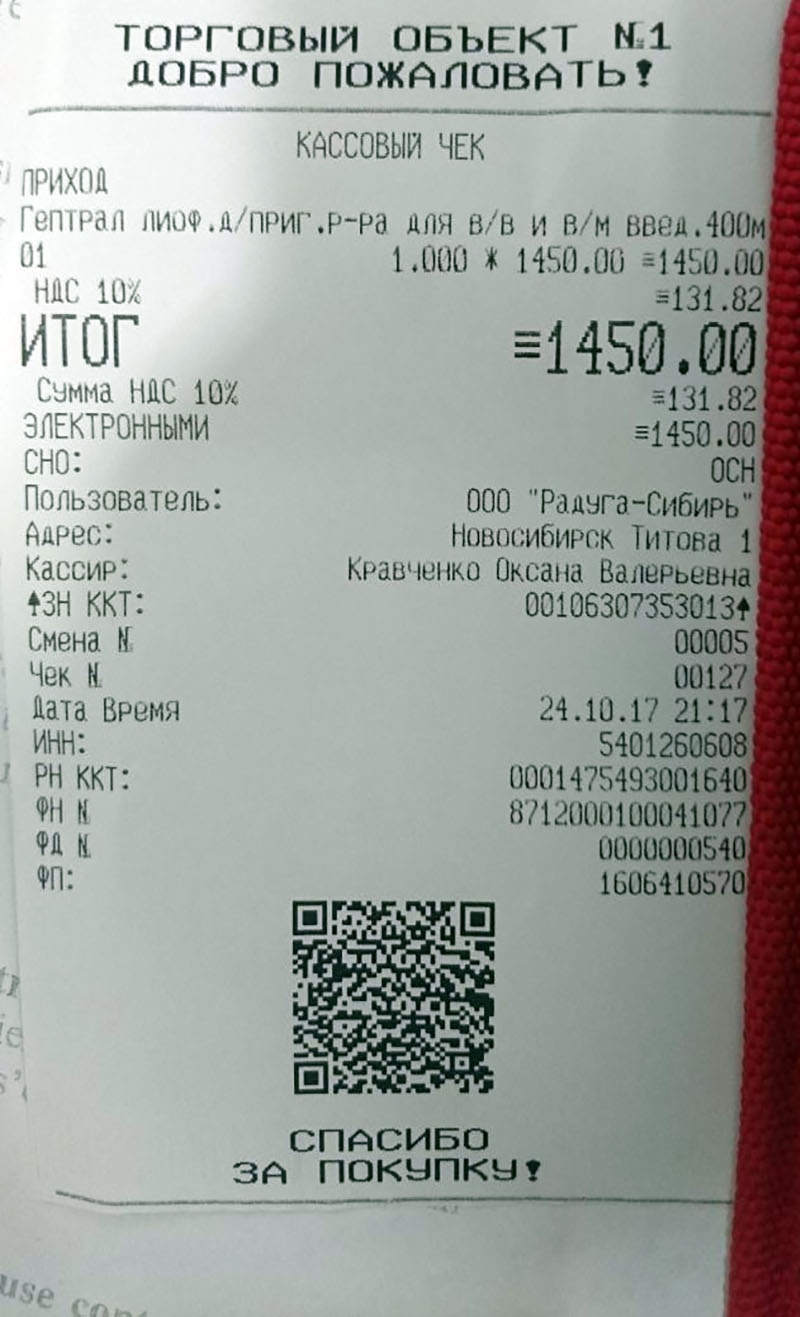 ТОРГОВЫЙ ОБЪЕКТ №1
ДОБРО ПОЖАЛОВАТЬ!
КАССОВЫЙ ЧЕК
ПРИХОД
Гептрал лиоф.д/приг.р-ра для в/в и в/м введ.400м
01 1.000 * 1450.00 ≡1450.00
НДС 10% ≡131.82
ИТОГ ≡1450.00
Сумма НДС 10% ≡131.82
ЭЛЕКТРОННЫМИ ≡1450.00
СНО: ОСН
Пользователь: ООО "Радуга-Сибирь"
Адрес: Новосибирск Титова 1
Кассир: Кравченко Оксана Валерьевна
♠ЗН ККТ: 00106307353013♠
Смена № 00005
Чек № 00127
Дата Время 24.10.17 21:17
ИНН: 5401260608
РН ККТ: 0001475493001640
ФН № 8712000100041077
ФД № 0000000540
ФП: 1606410570
СПАСИБО
ЗА ПОКУПКУ!
use